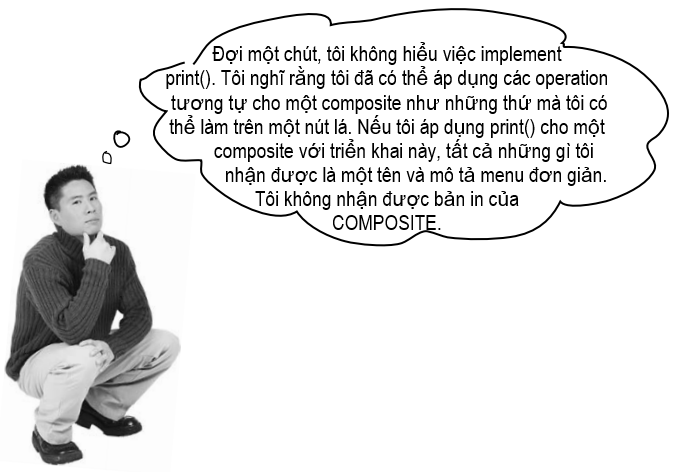 Đợi một chút, tôi không hiểu việc implement
print(). Tôi nghĩ rằng tôi đã có thể áp dụng các operation
tương tự cho một composite như những thứ mà tôi có
thể làm trên một nút lá. Nếu tôi áp dụng print() cho một
composite với triển khai này, tất cả những gì tôi
nhận được là một tên và mô tả menu đơn giản.
Tôi không nhận được bản in của
COMPOSITE.